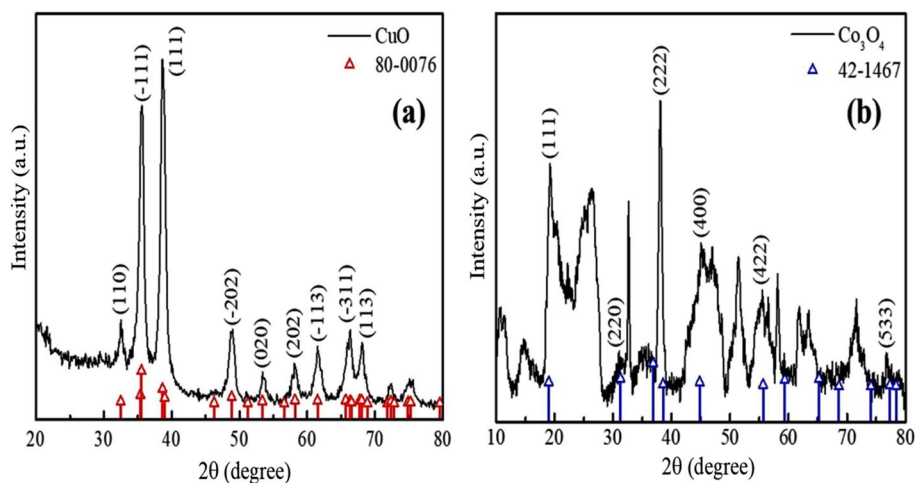 CuO
80-0076
(a)
(110)
(-111)
(111)
(-202)
(020)
(202)
(-113)
(-311)
(113)
Intensity (a.u.)
20 30 40 50 60 70 80
2θ (degree)
Co₃O₄
42-1467
(b)
(111)
(220)
(222)
(400)
(422)
(533)
Intensity (a.u.)
10 20 30 40 50 60 70 80
2θ (degree)